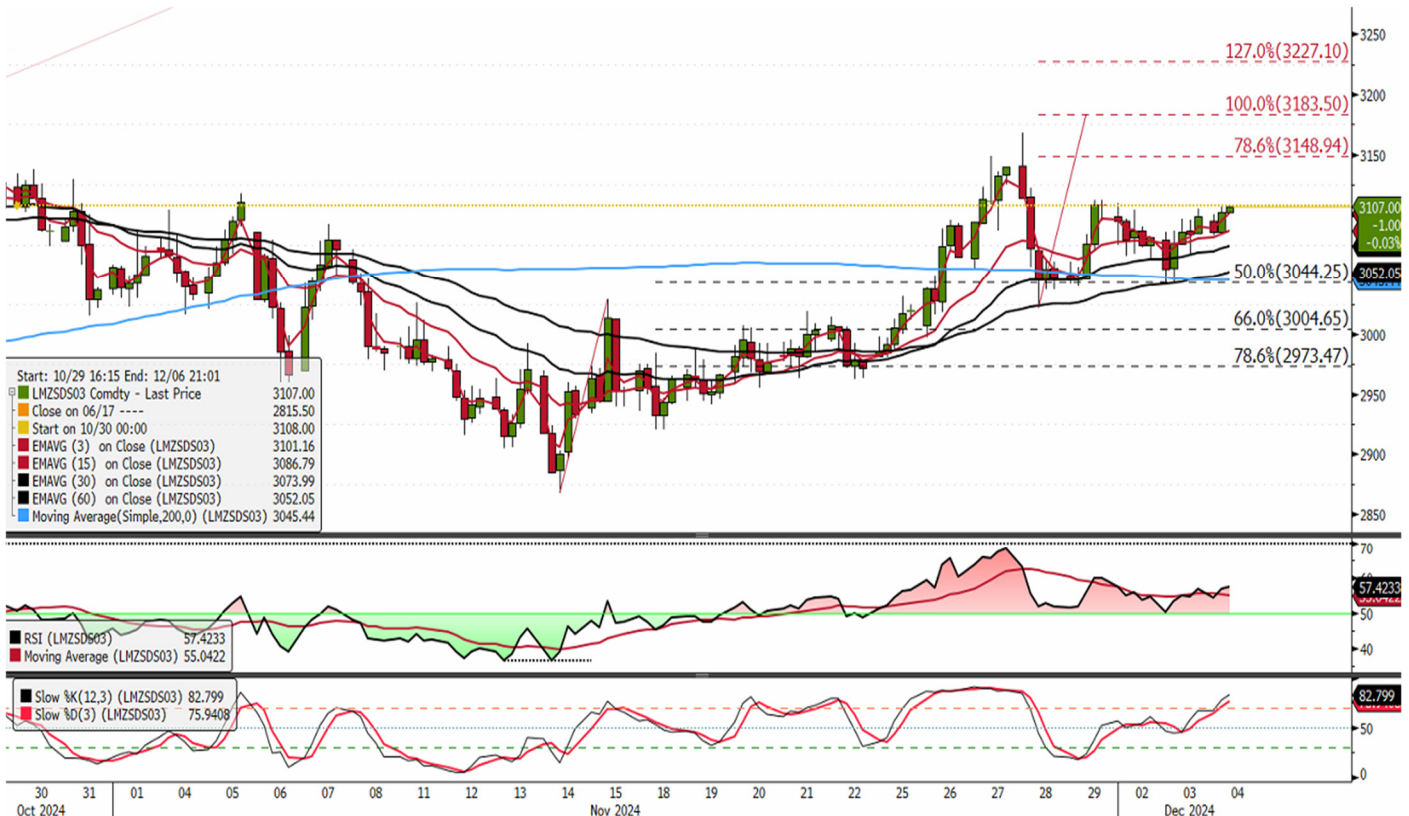 3250
127.0%(3227.10)
3200
100.0%(3183.50)
3150
78.6%(3148.94)
3107.00
-1.00
-0.03%
3052.05
50.0%(3044.25)
66.0%(3004.65)
3000
78.6%(2973.47)
2950
2900
2850
Start: 10/29 16:15 End: 12/06 21:01
LMZSDS03 Comdty - Last Price 3107.00
Close on 06/17 ---- 2815.50
Start on 10/30 00:00 3108.00
EMAVG (3) on Close (LMZSDS03) 3101.16
EMAVG (15) on Close (LMZSDS03) 3086.79
EMAVG (30) on Close (LMZSDS03) 3073.99
EMAVG (60) on Close (LMZSDS03) 3052.05
Moving Average(Simple,200,0) (LMZSDS03) 3045.44
70
57.4233
50
40
RSI (LMZSDS03) 57.4233
Moving Average (LMZSDS03) 55.0422
Slow %K(12,3) (LMZSDS03) 82.799
Slow %D(3) (LMZSDS03) 75.9408
82.799
50
0
30 31 01 04 05 06 07 08 11 12 13 14 15 18 19 20 21 22 25 26 27 28 29 02 03 04
Oct 2024 Nov 2024 Dec 2024